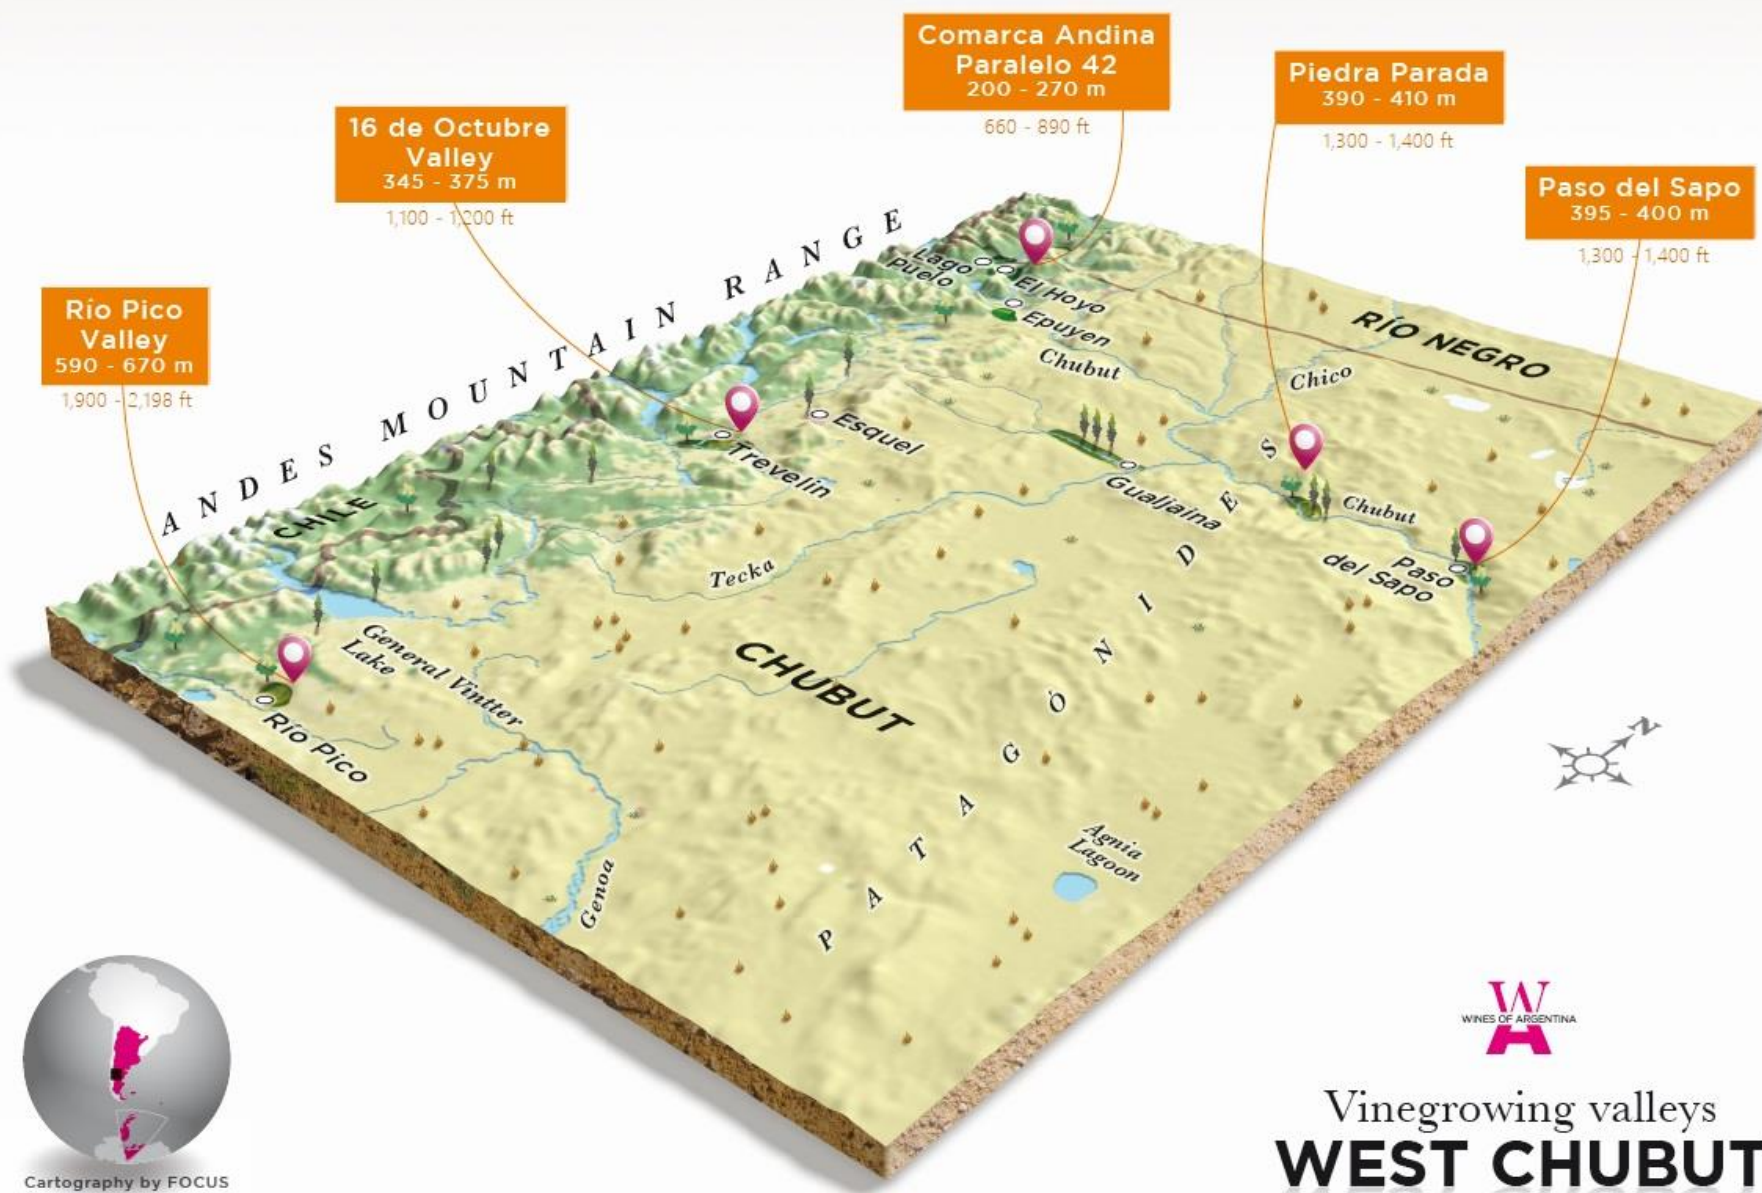 Comarca Andina
Paralelo 42
200 - 270 m
660 - 890 ft
Piedra Parada
390 - 410 m
1,300 - 1,400 ft
16 de Octubre
Valley
345 - 375 m
1,100 - 1,200 ft
Paso del Sapo
395 - 400 m
1,300 - 1,400 ft
Río Pico
Valley
590 - 670 m
1,900 - 2,198 ft
ANDES MOUNTAIN RANGE
CHILE
Lago
Puelo
El Hoyo
Epuyen
Chubut
Chico
RÍO NEGRO
Esquel
Trevelin
Gualjaina
Chubut
Paso
del Sapo
Tecka
General Vintter
Lake
CHUBUT
Río Pico
PATAGÓNIDES
Agnia
Lagoon
Genoa
N
W
A
WINES OF ARGENTINA
Vinegrowing valleys
WEST CHUBUT
Cartography by FOCUS